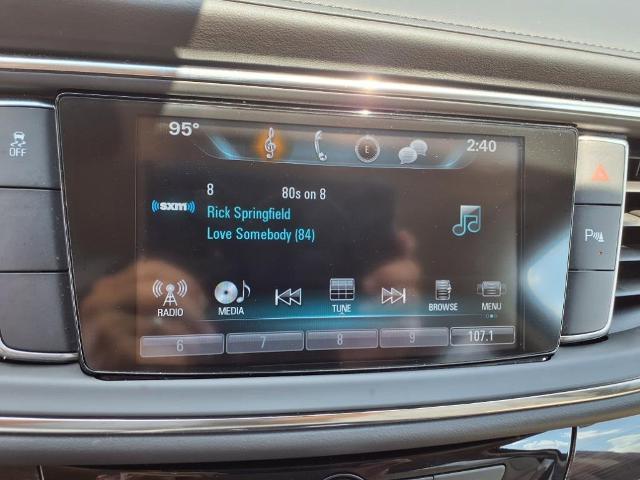 95°
2:40
OFF
E
8 80s on 8
sxm
Rick Springfield
Love Somebody (84)
P
RADIO MEDIA TUNE BROWSE MENU
6 7 8 9 107.1